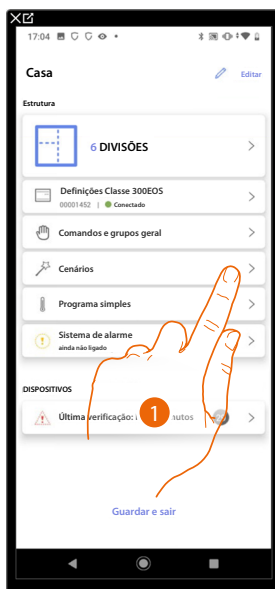 17:04
Casa
Editar
Estrutura
6 DIVISÕES
Definições Classe 300EOS
00001452 | Conectado
Comandos e grupos geral
Cenários
Programa simples
Sistema de alarme
ainda não ligado
DISPOSITIVOS
Última verificação: utos
1
Guardar e sair